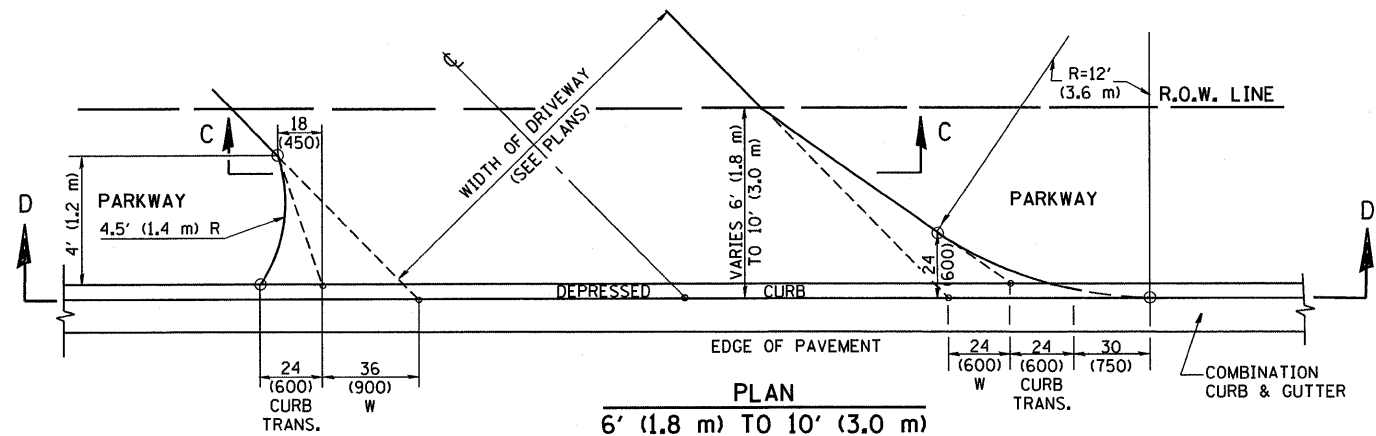 ℄
WIDTH OF DRIVEWAY
(SEE PLANS)
R=12'
(3.6 m)
R.O.W. LINE
C
18
(450)
C
4' (1.2 m)
PARKWAY
4.5' (1.4 m) R
VARIES 6' (1.8 m)
TO 10' (3.0 m)
PARKWAY
24
(600)
D
D
DEPRESSED CURB
EDGE OF PAVEMENT
24
(600)
CURB
TRANS.
36
(900)
W
24
(600)
W
24
(600)
CURB
TRANS.
30
(750)
COMBINATION
CURB & GUTTER
PLAN
6' (1.8 m) TO 10' (3.0 m)